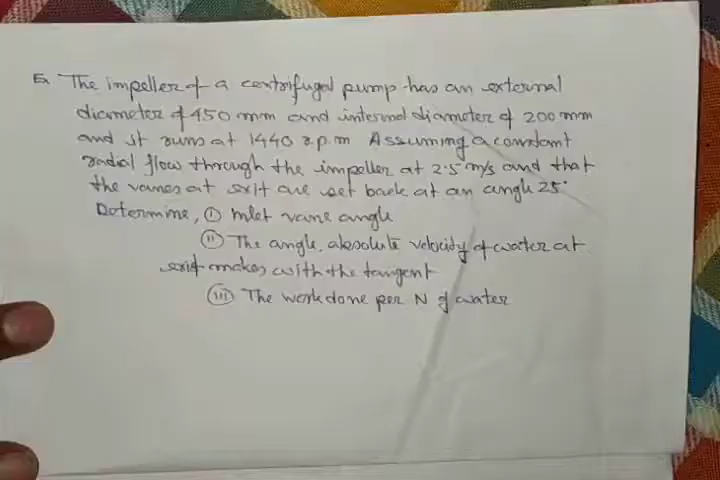 Ex The impeller of a centrifugal pump has an external
diameter of 450 mm and internal diameter of 200 mm
and it runs at 1440 r.p.m Assuming a constant
radial flow through the impeller at 2.5 m/s and that
the vanes at exit are set back at an angle 25°
Determine, (i) Inlet vane angle
(ii) The angle, absolute velocity of water at
exit makes with the tangent
(iii) The work done per N of water